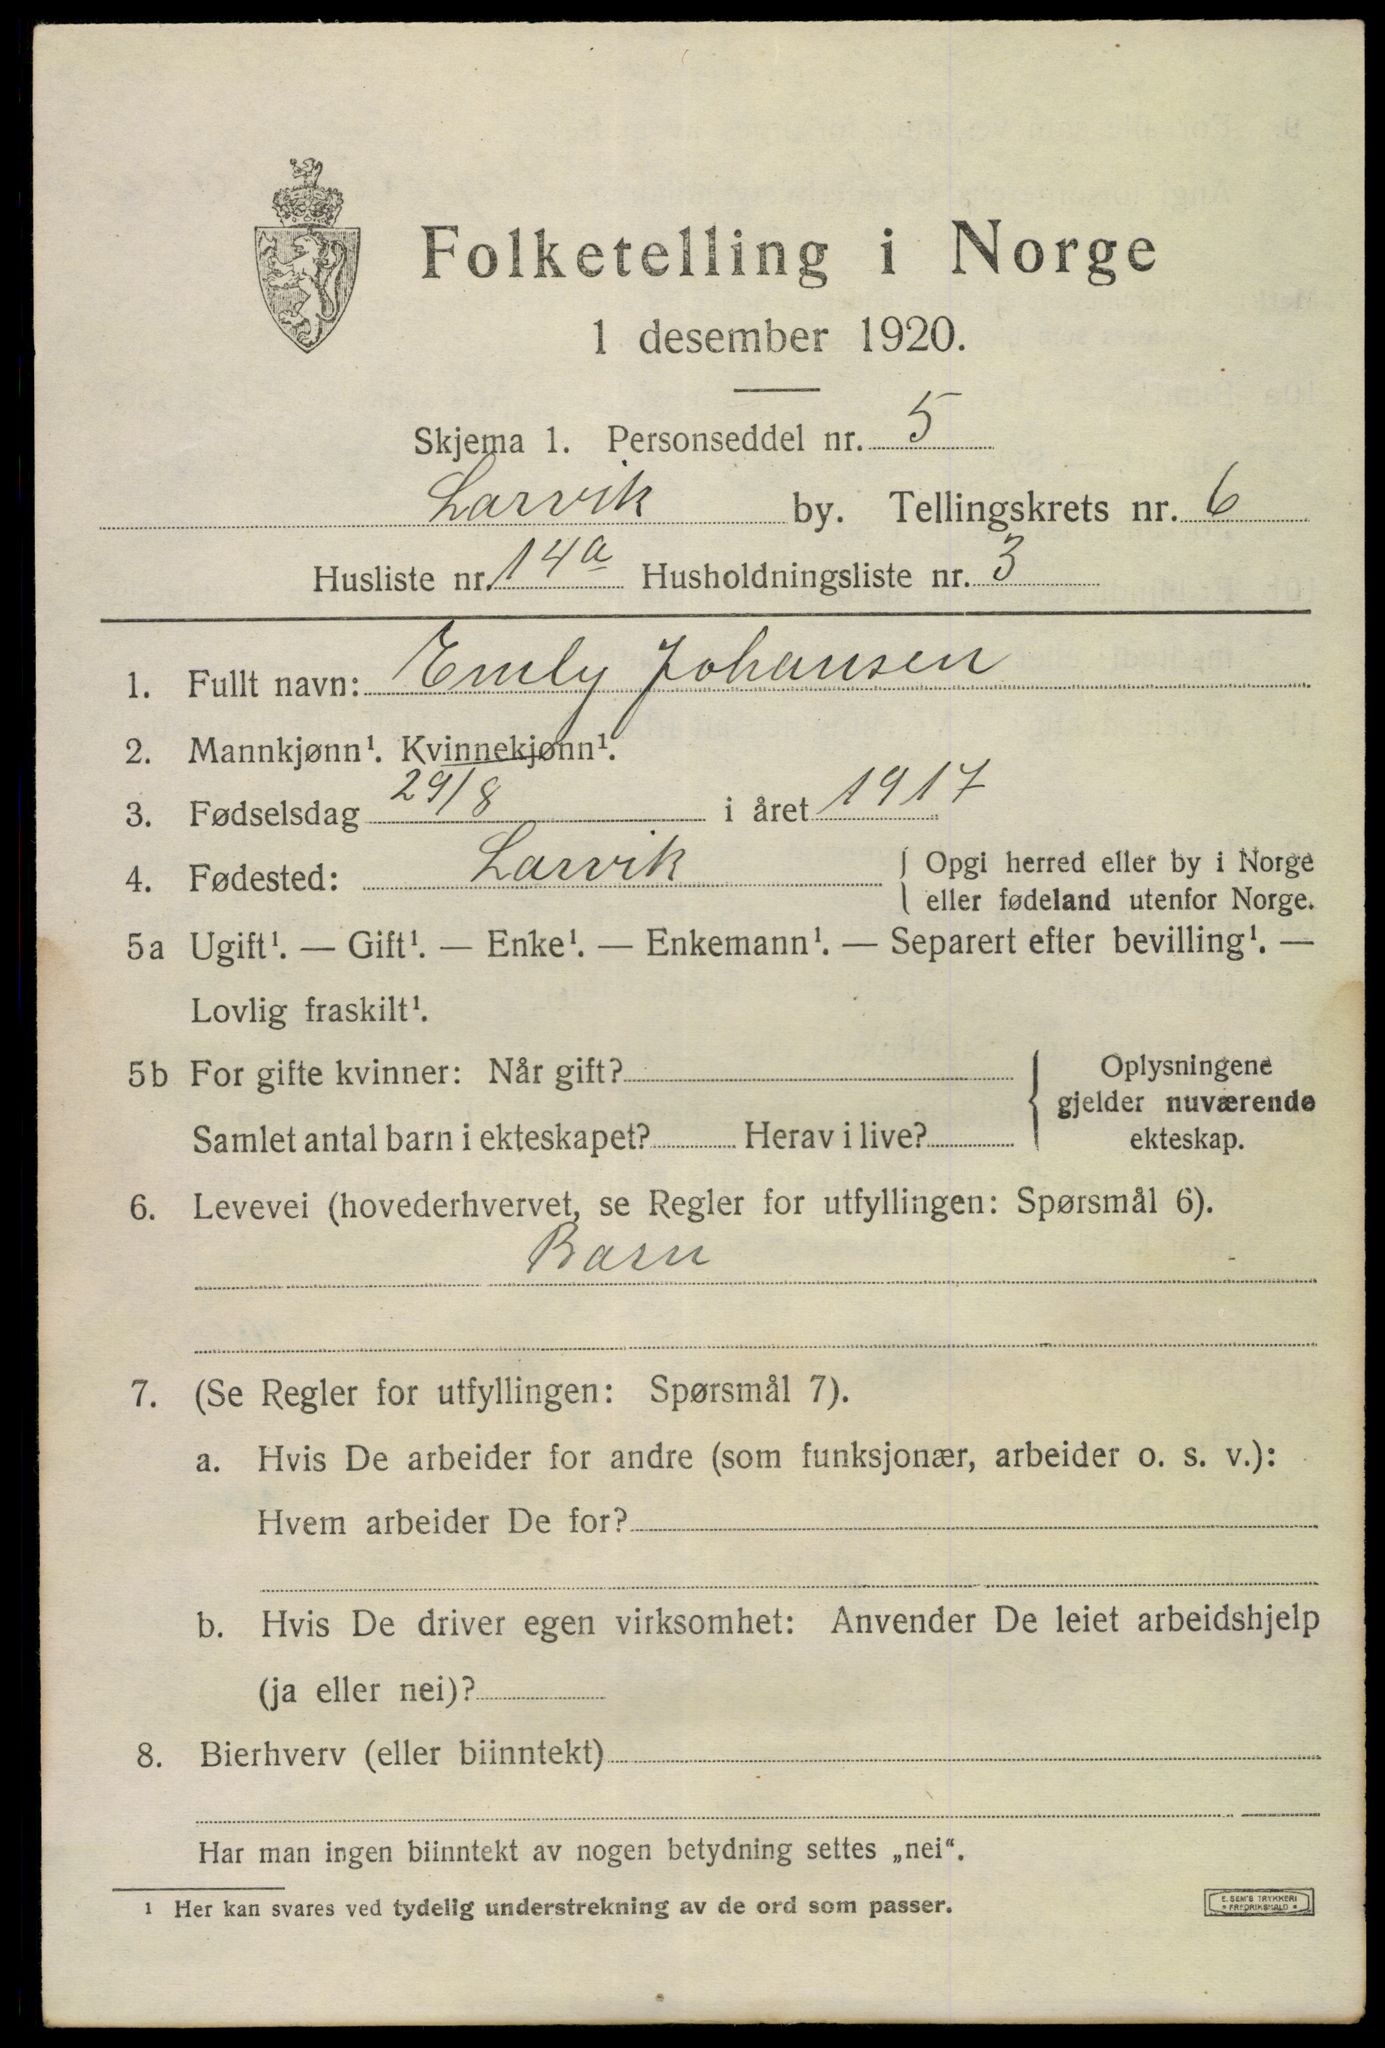 Folketelling i Norge
1 desember 1920.
Skjema 1. Personseddel nr. 5
Larvik by. Tellingskrets nr. 6
Husliste nr. 14a Husholdningsliste nr. 3
1. Fullt navn: Emly Johansen
2. Mannkjønn¹. Kvinnekjønn¹.
3. Fødselsdag 29/8 i året 1917
4. Fødested: Larvik { Opgi herred eller by i Norge
eller fødeland utenfor Norge.
5a Ugift¹. — Gift¹. — Enke¹. — Enkemann¹. — Separert efter bevilling¹. —
Lovlig fraskilt¹.
5b For gifte kvinner: Når gift? { Oplysningene
gjelder nuværende
Samlet antal barn i ekteskapet? Herav i live? ekteskap.
6. Levevei (hovederhvervet, se Regler for utfyllingen: Spørsmål 6).
Barn
7. (Se Regler for utfyllingen: Spørsmål 7).
a. Hvis De arbeider for andre (som funksjonær, arbeider o. s. v.):
Hvem arbeider De for?
b. Hvis De driver egen virksomhet: Anvender De leiet arbeidshjelp
(ja eller nei)?
8. Bierhverv (eller biinntekt)
Har man ingen biinntekt av nogen betydning settes „nei“.
¹ Her kan svares ved tydelig understrekning av de ord som passer.
E. SEM'S TRYKKERI
* FREDRIKSHALD *